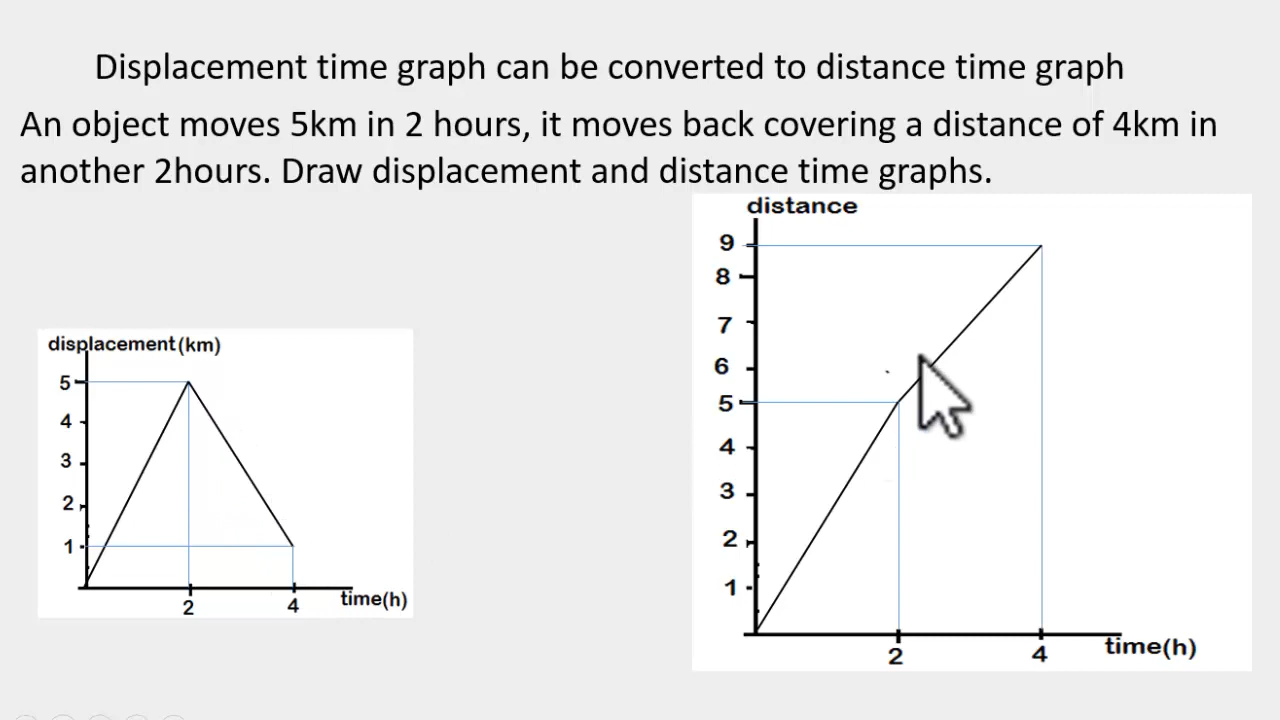 Displacement time graph can be converted to distance time graph
An object moves 5km in 2 hours, it moves back covering a distance of 4km in
another 2hours. Draw displacement and distance time graphs.
displacement(km)
5
4
3
2
1
2 4 time(h)
distance
9
8
7
6
5
4
3
2
1
2 4 time(h)